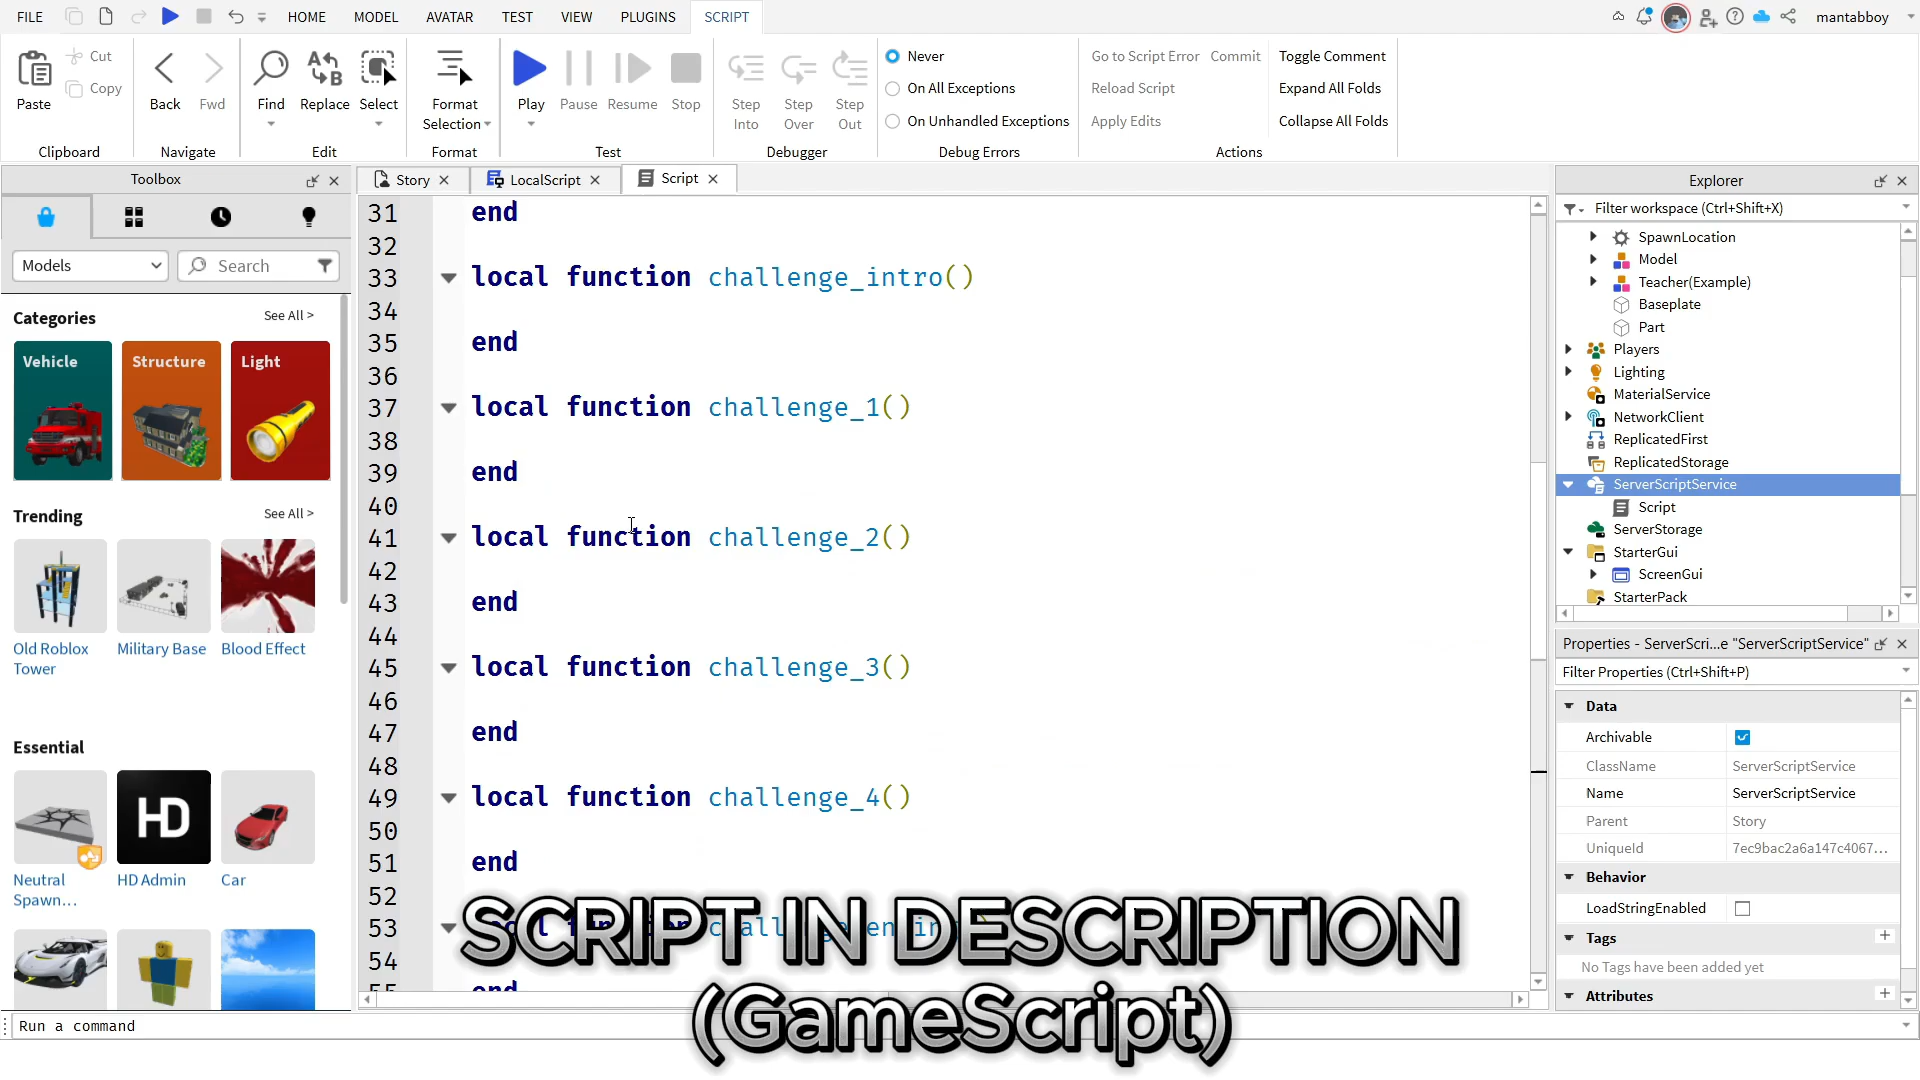 FILE HOME MODEL AVATAR TEST VIEW PLUGINS SCRIPT mantabboy
Paste Cut Copy
Clipboard
Back Fwd
Navigate
Find Replace Select
Edit
Format Selection
Format
Play Pause Resume Stop
Test
Step Into Step Over Step Out
Debugger
Never
On All Exceptions
On Unhandled Exceptions
Debug Errors
Go to Script Error Commit Toggle Comment
Reload Script Expand All Folds
Apply Edits Collapse All Folds
Actions
Toolbox
Models Search
Categories See All >
Vehicle Structure Light
Trending See All >
Old Roblox Tower
Military Base
Blood Effect
Essential
HD
Neutral Spawn...
HD Admin
Car
Story LocalScript Script
31 end
32
33 local function challenge_intro()
34
35 end
36
37 local function challenge_1()
38
39 end
40
41 local function challenge_2()
42
43 end
44
45 local function challenge_3()
46
47 end
48
49 local function challenge_4()
50
51 end
52
53
54
55 end
SCRIPT IN DESCRIPTION
(GameScript)
Explorer
Filter workspace (Ctrl+Shift+X)
SpawnLocation
Model
Teacher(Example)
Baseplate
Part
Players
Lighting
MaterialService
NetworkClient
ReplicatedFirst
ReplicatedStorage
ServerScriptService
Script
ServerStorage
StarterGui
ScreenGui
StarterPack
Properties - ServerScri...e "ServerScriptService"
Filter Properties (Ctrl+Shift+P)
Data
Archivable
ClassName ServerScriptService
Name ServerScriptService
Parent Story
UniqueId 7ec9bac2a6a147c4067...
Behavior
LoadStringEnabled
Tags
No Tags have been added yet
Attributes
Run a command